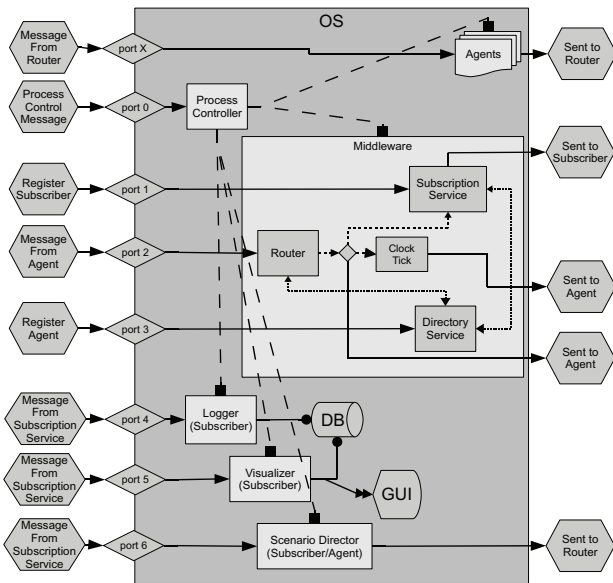 OS
Message
From
Router
port X
Agents
Sent to
Router
Process
Control
Message
port 0
Process
Controller
Middleware
Sent to
Subscriber
Register
Subscriber
port 1
Subscription
Service
Message
From
Agent
port 2
Router
Clock
Tick
Sent to
Agent
Register
Agent
port 3
Directory
Service
Sent to
Agent
Message
From
Subscription
Service
port 4
Logger
(Subscriber)
DB
Message
From
Subscription
Service
port 5
Visualizer
(Subscriber)
GUI
Message
From
Subscription
Service
port 6
Scenario Director
(Subscriber/Agent)
Sent to
Router